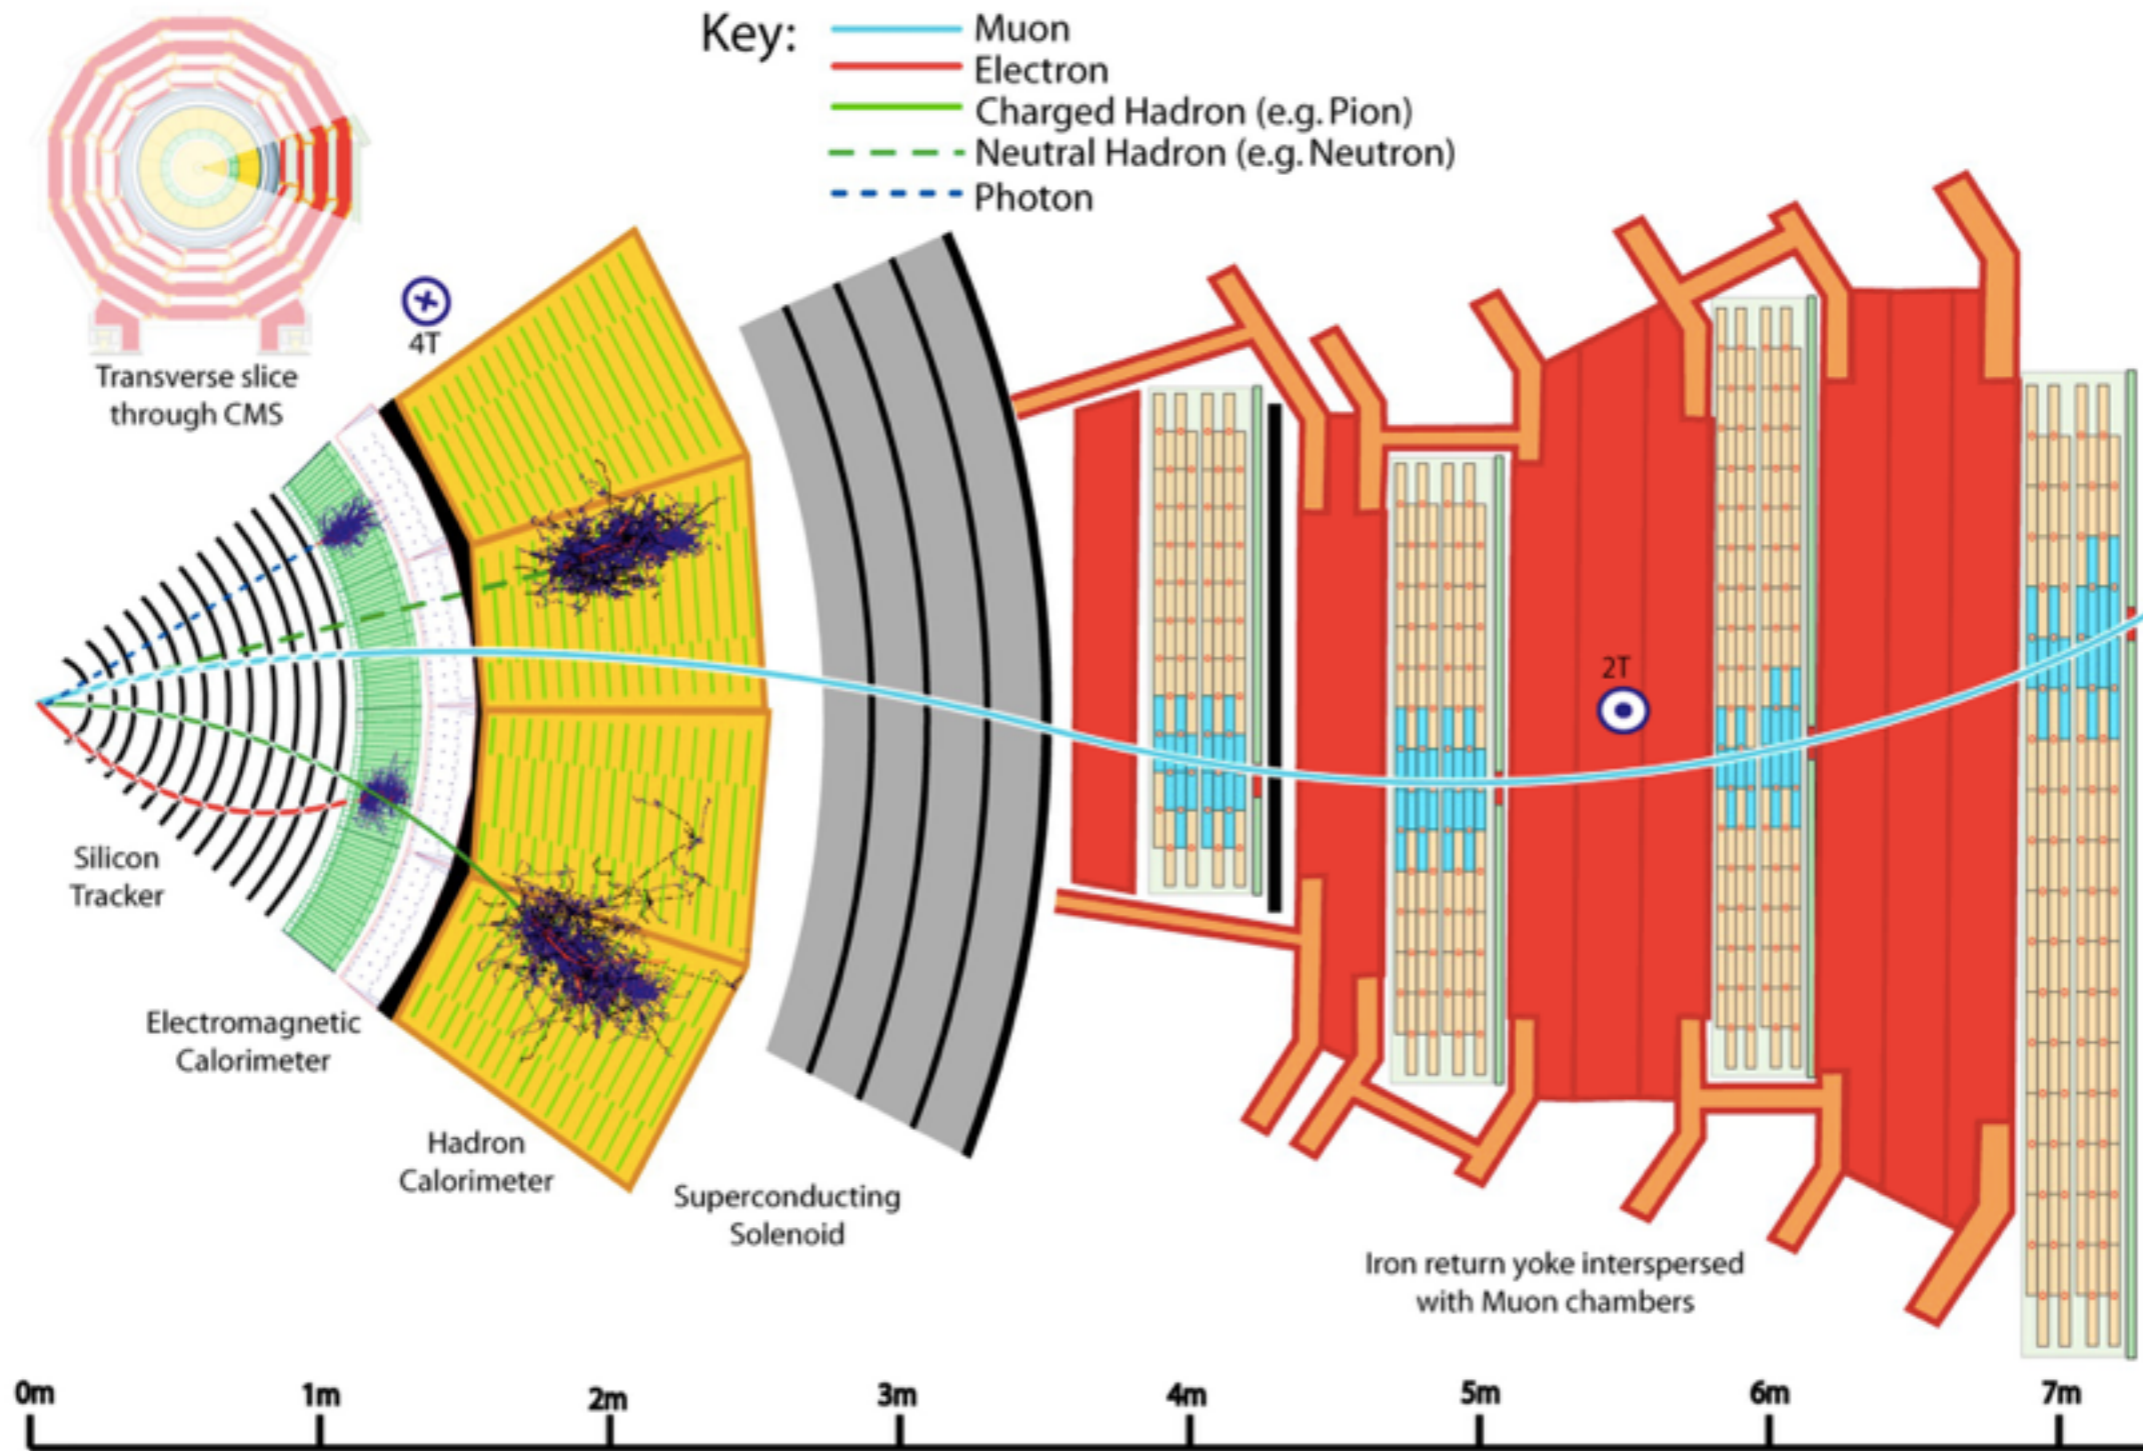 Key:
Muon
Electron
Charged Hadron (e.g. Pion)
Neutral Hadron (e.g. Neutron)
Photon
4T
Transverse slice
through CMS
2T
Silicon
Tracker
Electromagnetic
Calorimeter
Hadron
Calorimeter
Superconducting
Solenoid
Iron return yoke interspersed
with Muon chambers
0m 1m 2m 3m 4m 5m 6m 7m